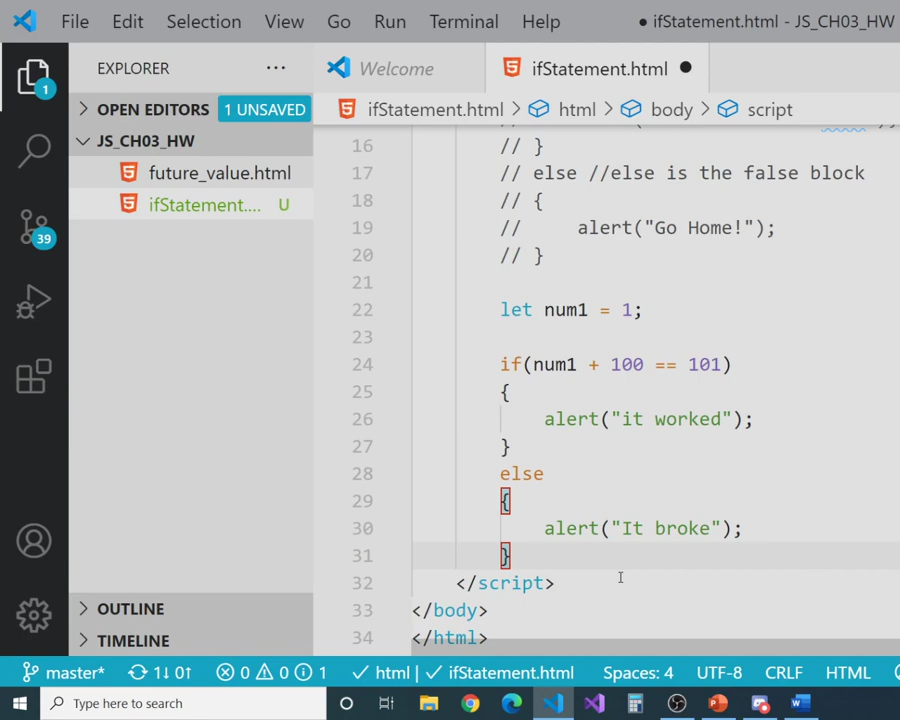 File Edit Selection View Go Run Terminal Help ● ifStatement.html - JS_CH03_HW
EXPLORER ··· Welcome ifStatement.html ●
OPEN EDITORS 1 UNSAVED ifStatement.html > html > body > script
JS_CH03_HW
future_value.html
ifStatement.... U
1
39
16 // }
17 // else //else is the false block
18 // {
19 //     alert("Go Home!");
20 // }
21
22 let num1 = 1;
23
24 if(num1 + 100 == 101)
25 {
26     alert("it worked");
27 }
28 else
29 {
30     alert("It broke");
31 }
32 </script>
33 </body>
34 </html>
OUTLINE
TIMELINE
master* 1↓ 0↑ 0 0 1 ✓ html | ✓ ifStatement.html Spaces: 4 UTF-8 CRLF HTML
Type here to search